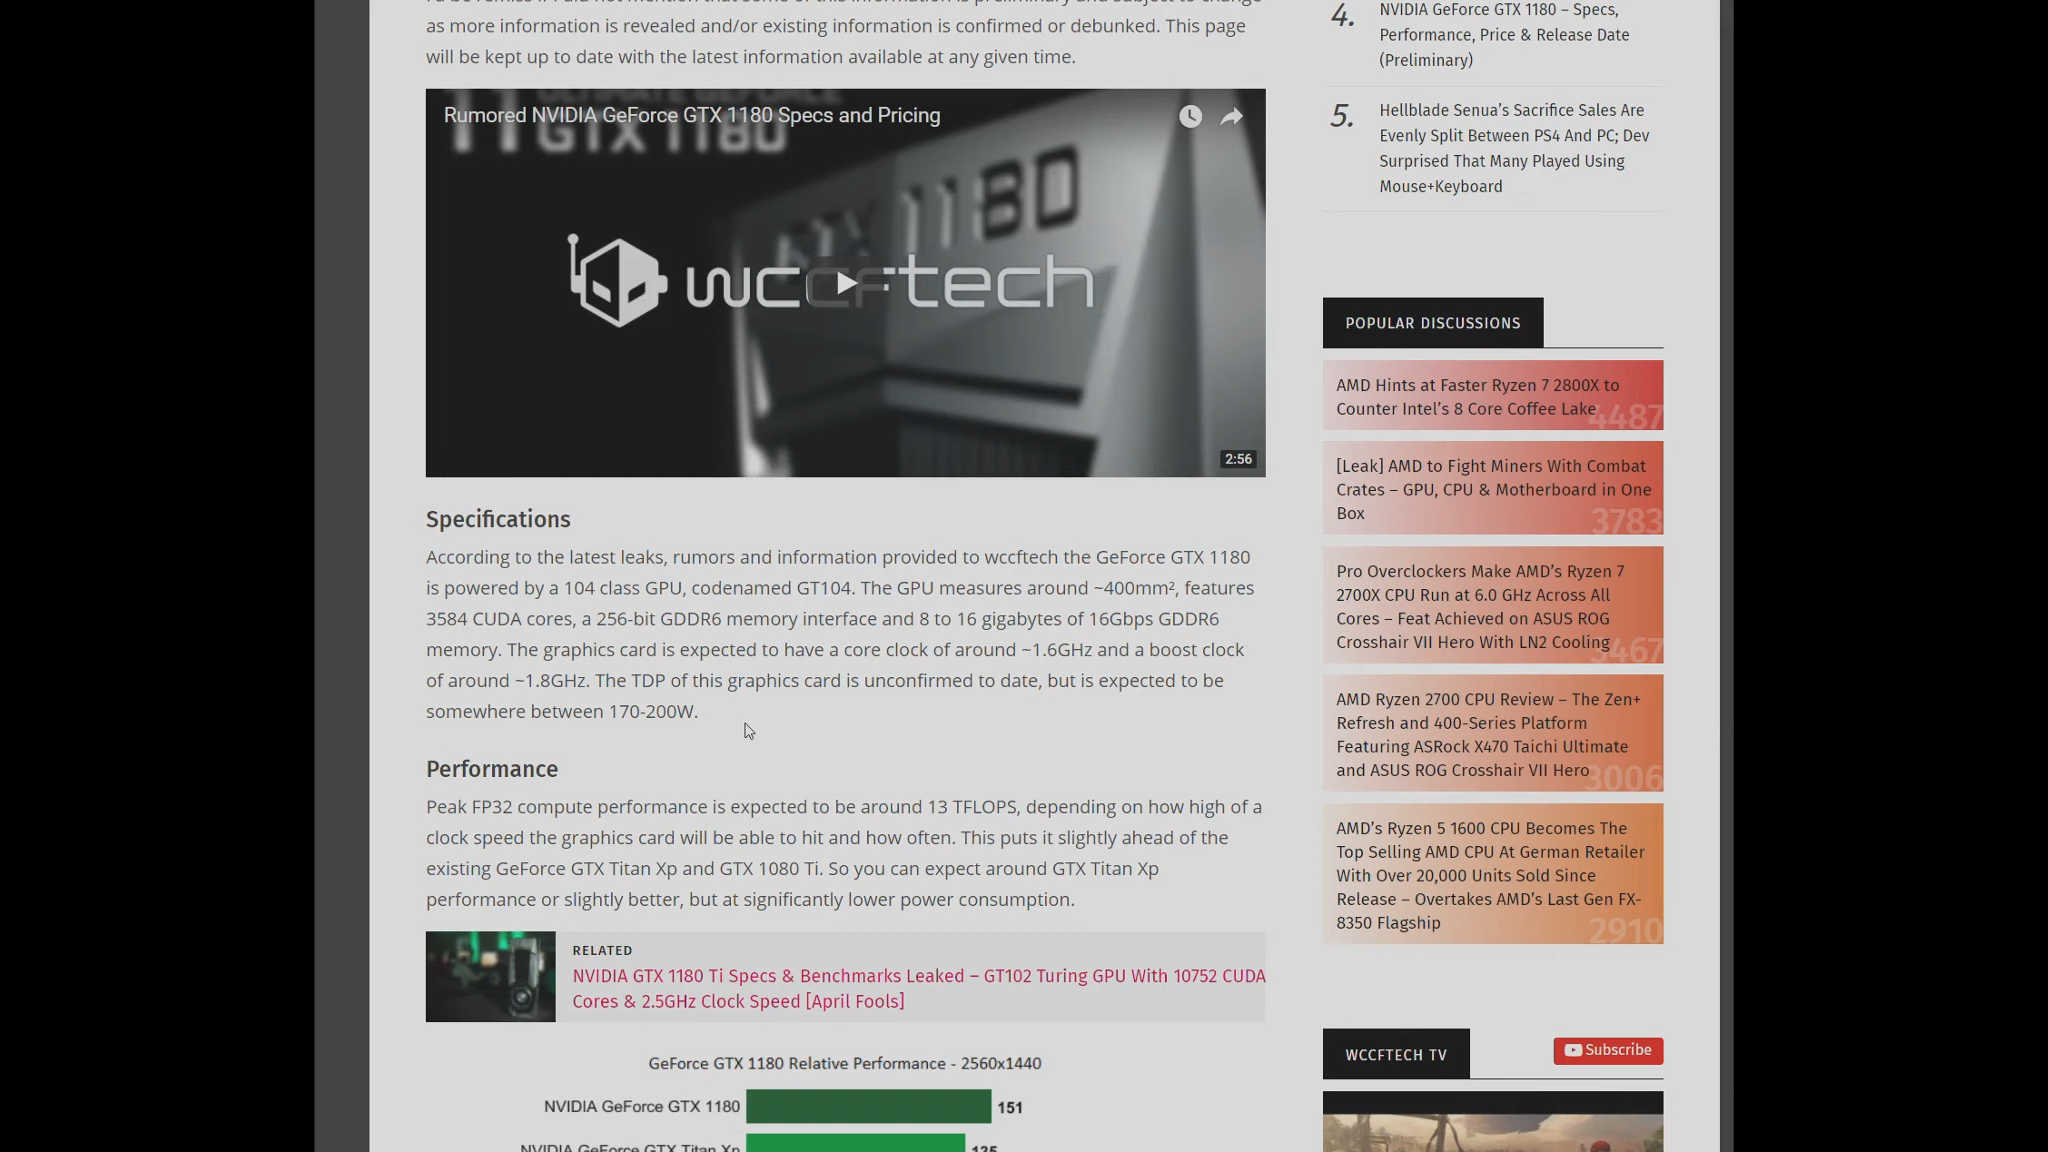 as more information is revealed and/or existing information is confirmed or debunked. This page
will be kept up to date with the latest information available at any given time.
Rumored NVIDIA GeForce GTX 1180 Specs and Pricing
GTX 1180
GTX 1180
wccftech
2:56
Specifications
According to the latest leaks, rumors and information provided to wccftech the GeForce GTX 1180
is powered by a 104 class GPU, codenamed GT104. The GPU measures around ~400mm², features
3584 CUDA cores, a 256-bit GDDR6 memory interface and 8 to 16 gigabytes of 16Gbps GDDR6
memory. The graphics card is expected to have a core clock of around ~1.6GHz and a boost clock
of around ~1.8GHz. The TDP of this graphics card is unconfirmed to date, but is expected to be
somewhere between 170-200W.
Performance
Peak FP32 compute performance is expected to be around 13 TFLOPS, depending on how high of a
clock speed the graphics card will be able to hit and how often. This puts it slightly ahead of the
existing GeForce GTX Titan Xp and GTX 1080 Ti. So you can expect around GTX Titan Xp
performance or slightly better, but at significantly lower power consumption.
RELATED
NVIDIA GTX 1180 Ti Specs & Benchmarks Leaked – GT102 Turing GPU With 10752 CUDA
Cores & 2.5GHz Clock Speed [April Fools]
GeForce GTX 1180 Relative Performance - 2560x1440
NVIDIA GeForce GTX 1180 151
NVIDIA GeForce GTX Titan Xp 135
4. NVIDIA GeForce GTX 1180 – Specs,
Performance, Price & Release Date
(Preliminary)
5. Hellblade Senua's Sacrifice Sales Are
Evenly Split Between PS4 And PC; Dev
Surprised That Many Played Using
Mouse+Keyboard
POPULAR DISCUSSIONS
AMD Hints at Faster Ryzen 7 2800X to
Counter Intel's 8 Core Coffee Lake
4487
[Leak] AMD to Fight Miners With Combat
Crates – GPU, CPU & Motherboard in One
Box
3783
Pro Overclockers Make AMD's Ryzen 7
2700X CPU Run at 6.0 GHz Across All
Cores – Feat Achieved on ASUS ROG
Crosshair VII Hero With LN2 Cooling
3467
AMD Ryzen 2700 CPU Review – The Zen+
Refresh and 400-Series Platform
Featuring ASRock X470 Taichi Ultimate
and ASUS ROG Crosshair VII Hero
3006
AMD's Ryzen 5 1600 CPU Becomes The
Top Selling AMD CPU At German Retailer
With Over 20,000 Units Sold Since
Release – Overtakes AMD's Last Gen FX-
8350 Flagship
2910
WCCFTECH TV
Subscribe